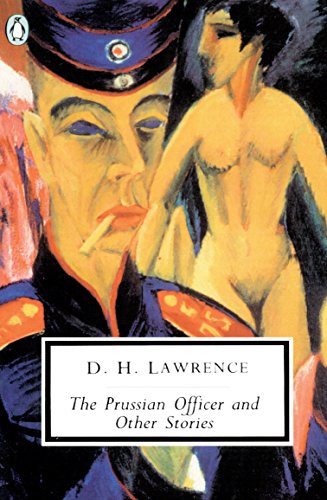 D. H. LAWRENCE
The Prussian Officer and
Other Stories